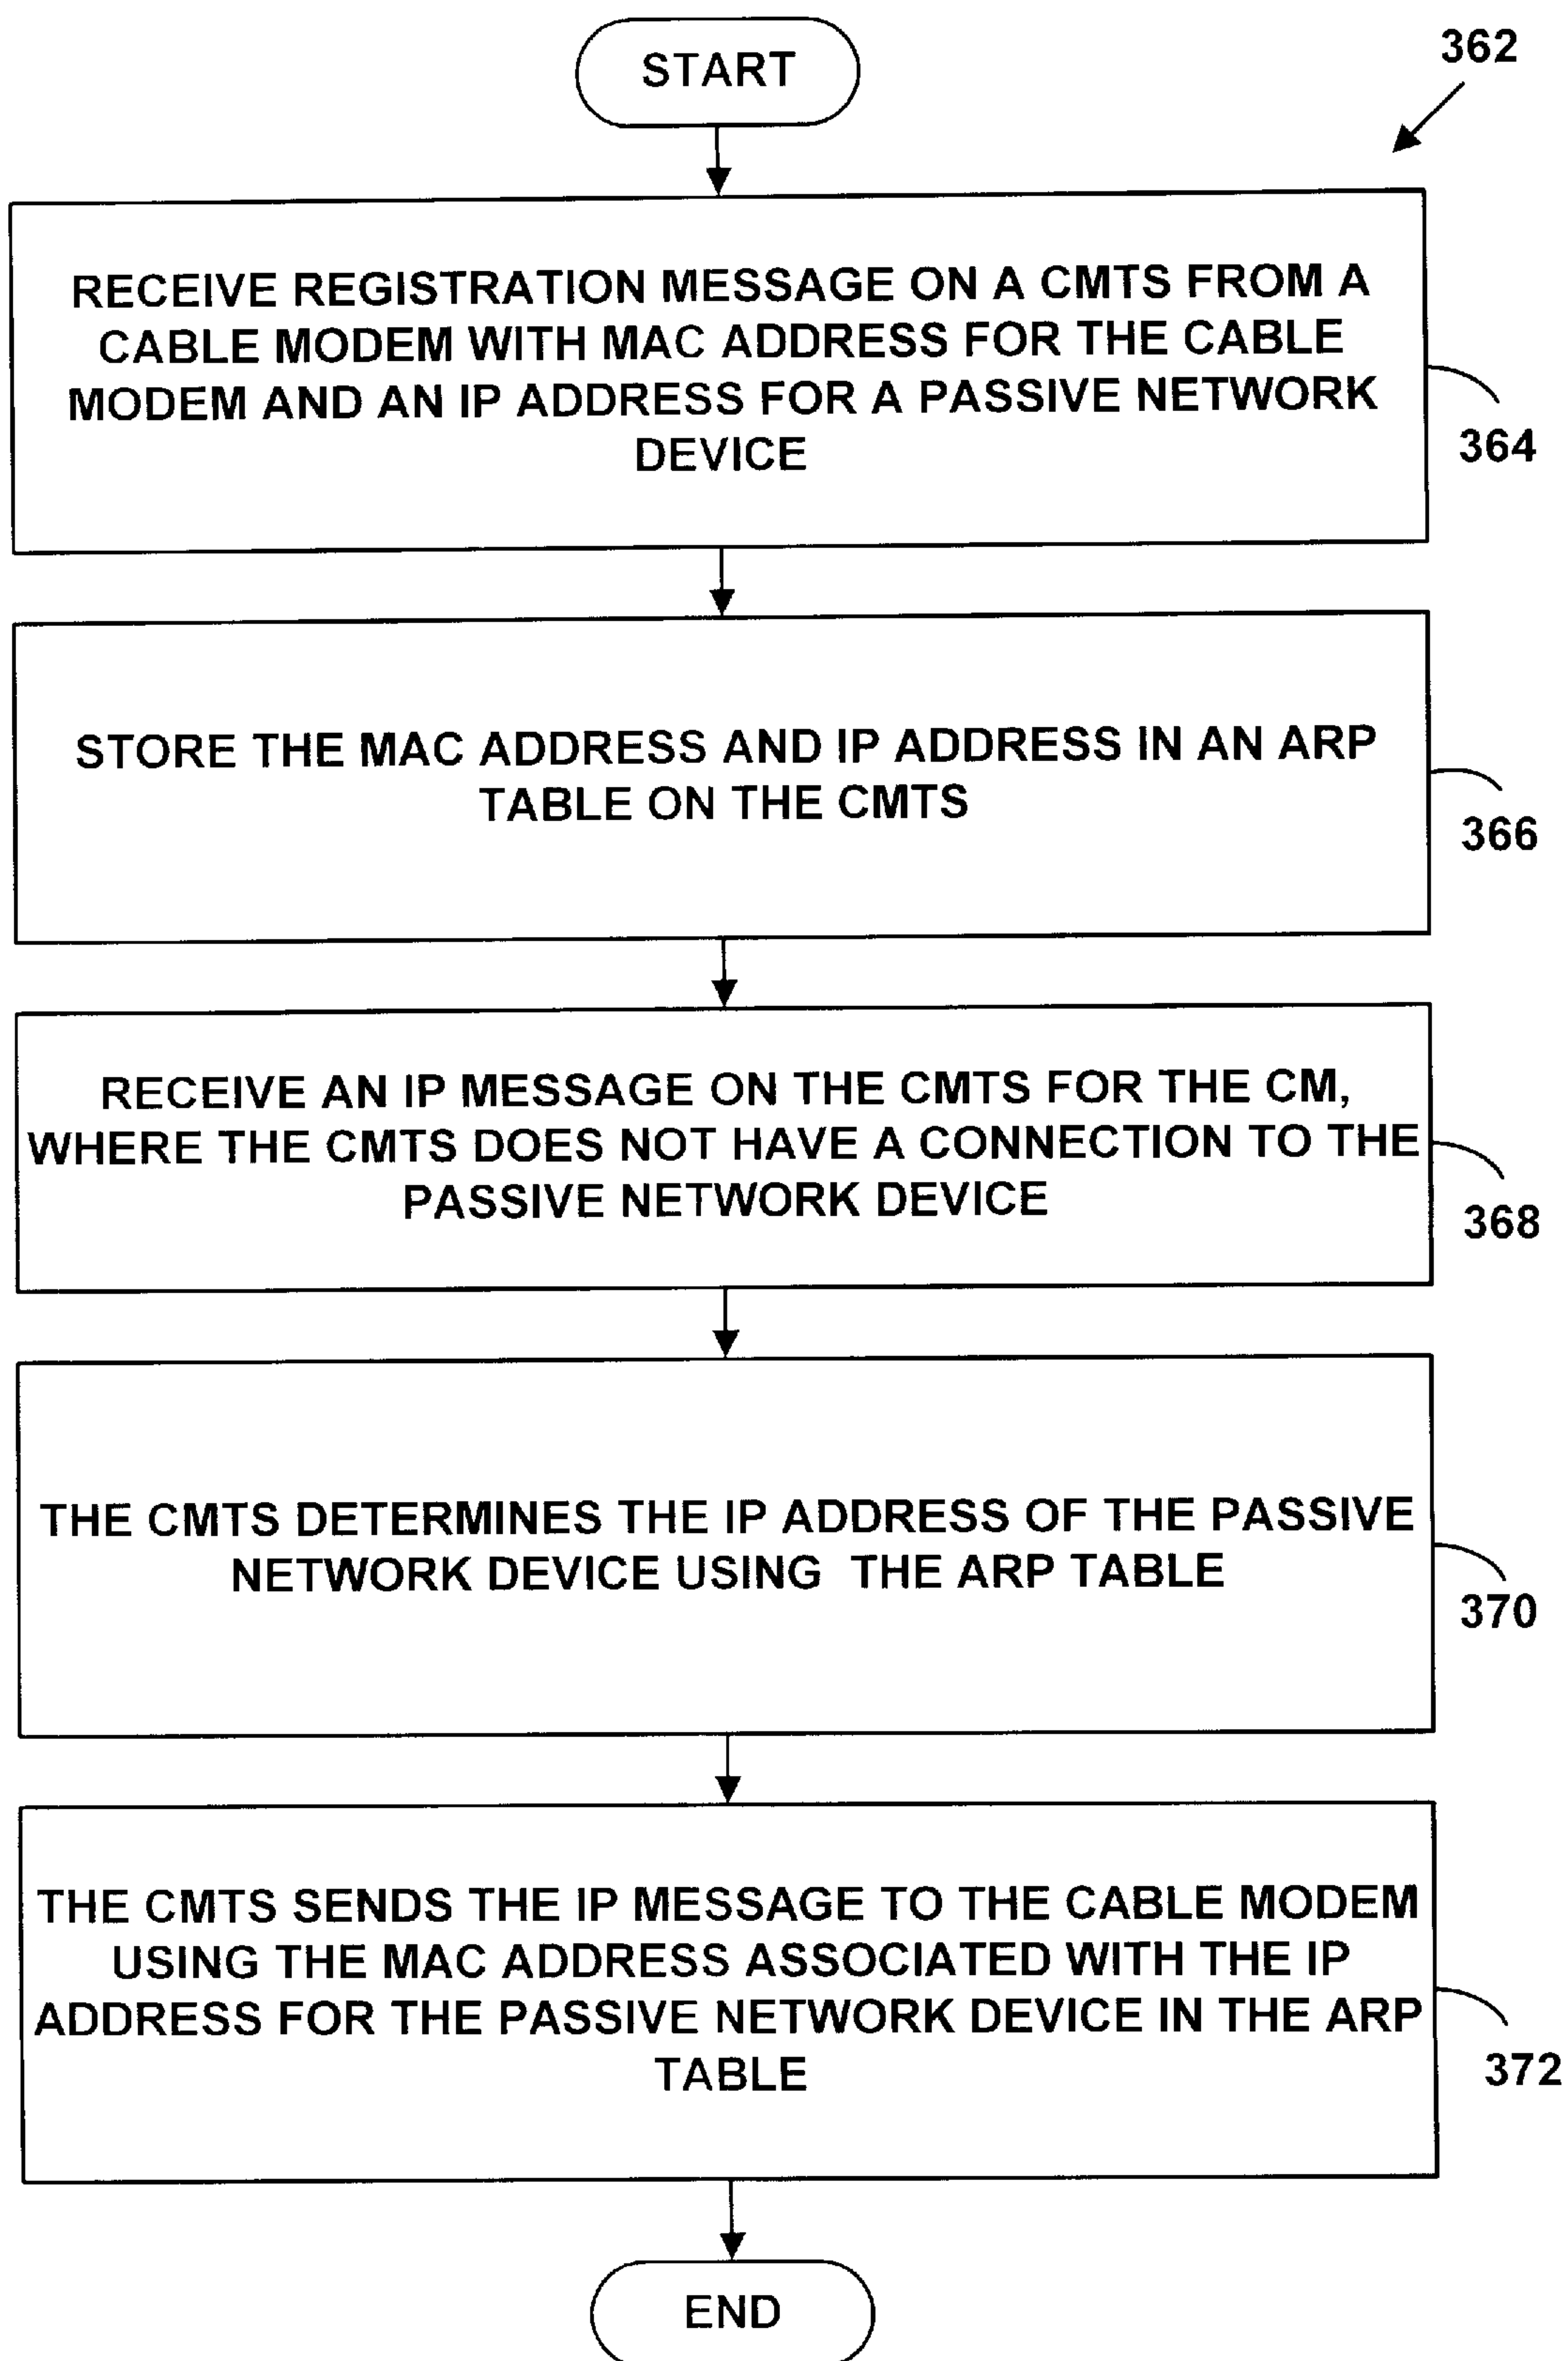 START
362
RECEIVE REGISTRATION MESSAGE ON A CMTS FROM A
CABLE MODEM WITH MAC ADDRESS FOR THE CABLE
MODEM AND AN IP ADDRESS FOR A PASSIVE NETWORK
DEVICE
364
STORE THE MAC ADDRESS AND IP ADDRESS IN AN ARP
TABLE ON THE CMTS
366
RECEIVE AN IP MESSAGE ON THE CMTS FOR THE CM,
WHERE THE CMTS DOES NOT HAVE A CONNECTION TO THE
PASSIVE NETWORK DEVICE
368
THE CMTS DETERMINES THE IP ADDRESS OF THE PASSIVE
NETWORK DEVICE USING THE ARP TABLE
370
THE CMTS SENDS THE IP MESSAGE TO THE CABLE MODEM
USING THE MAC ADDRESS ASSOCIATED WITH THE IP
ADDRESS FOR THE PASSIVE NETWORK DEVICE IN THE ARP
TABLE
372
END